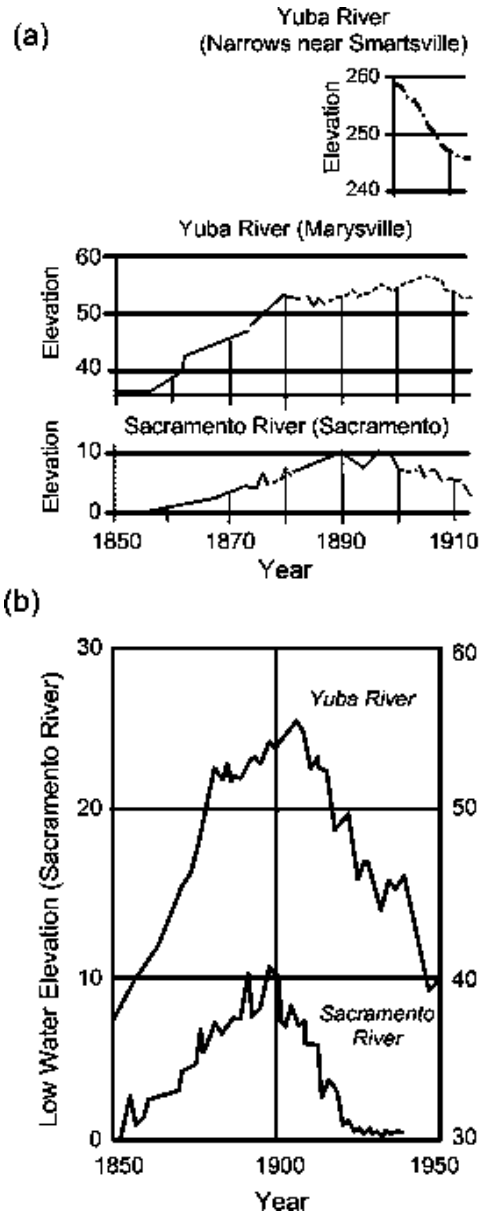 (a)
Yuba River
(Narrows near Smartsville)
Elevation
260
250
240
Yuba River (Marysville)
Elevation
60
50
40
Sacramento River (Sacramento)
Elevation
10
0
1850 1870 1890 1910
Year
(b)
Low Water Elevation (Sacramento River)
30 60
Yuba River
20 50
10 40
Sacramento
River
0 30
1850 1900 1950
Year